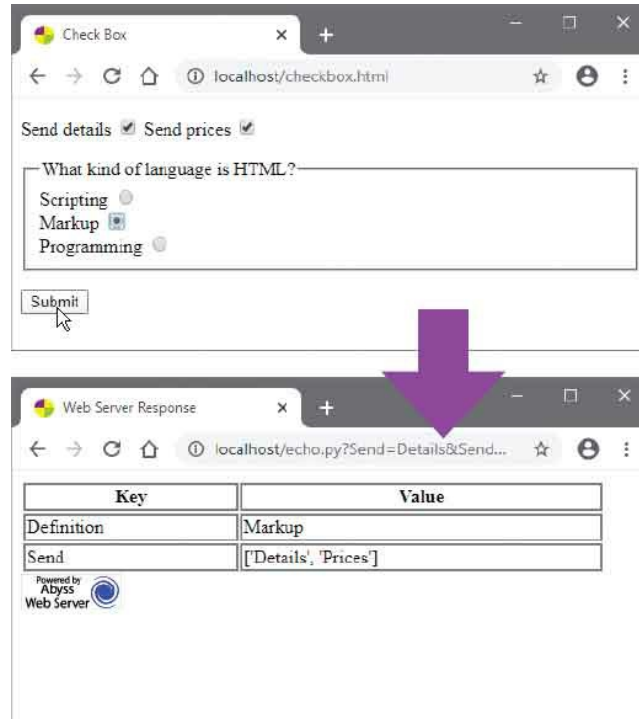 Check Box
localhost/checkbox.html
Send details Send prices
What kind of language is HTML?
Scripting
Markup
Programming
Submit
Web Server Response
localhost/echo.py?Send=Details&Send...
Key Value
Definition Markup
Send ['Details', 'Prices']
Powered by
Abyss
Web Server